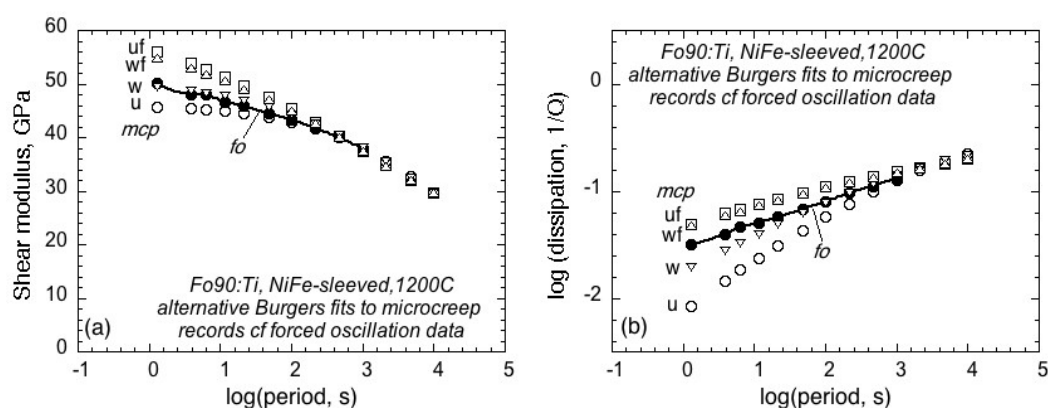 60
50
40
30
20
10
0
Shear modulus, GPa
uf
wf
w
u
mcp
fo
Fo90:Ti, NiFe-sleeved,1200C
alternative Burgers fits to microcreep
records cf forced oscillation data
(a)
-1 0 1 2 3 4 5
log(period, s)
0
-1
-2
log (dissipation, 1/Q)
Fo90:Ti, NiFe-sleeved,1200C
alternative Burgers fits to microcreep
records cf forced oscillation data
mcp
uf
wf
w
u
fo
(b)
-1 0 1 2 3 4 5
log(period, s)